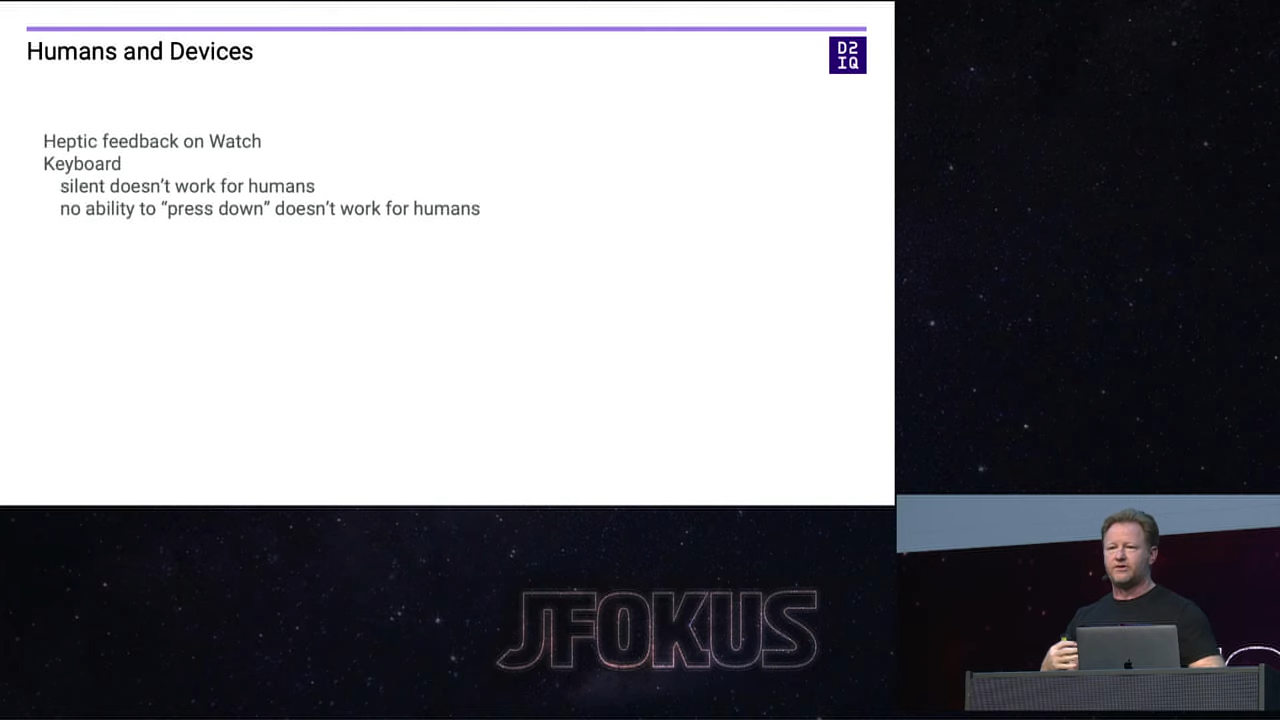 Humans and Devices
D2
IQ
Heptic feedback on Watch
Keyboard
silent doesn’t work for humans
no ability to “press down” doesn’t work for humans
JFOKUS